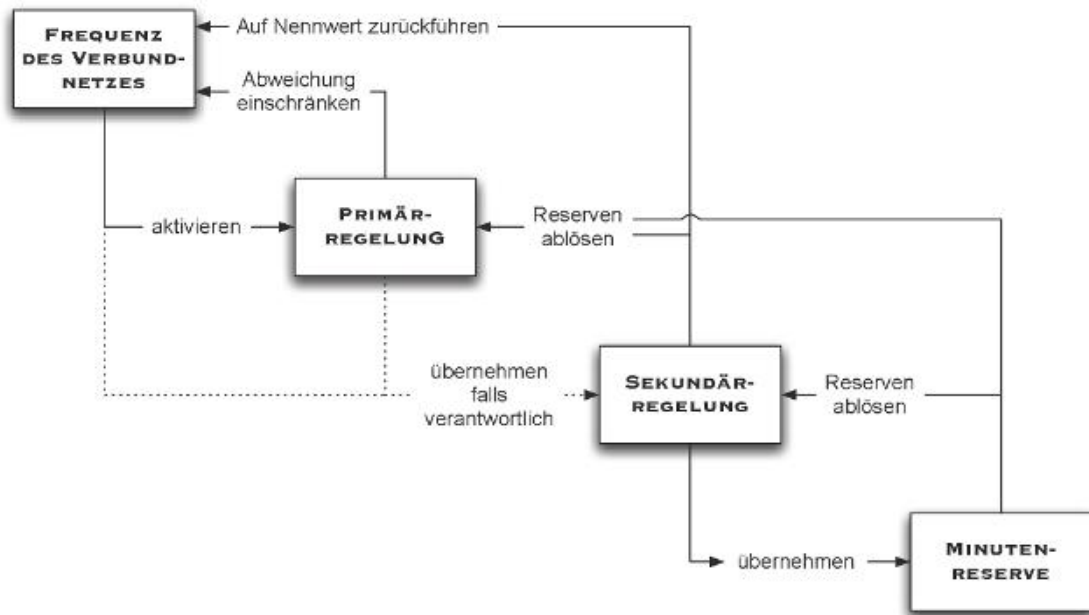 FREQUENZ
DES VERBUND-
NETZES
Auf Nennwert zurückführen
Abweichung
einschränken
aktivieren
PRIMÄR-
REGELUNG
Reserven
ablösen
übernehmen
falls
verantwortlich
SEKUNDÄR-
REGELUNG
Reserven
ablösen
übernehmen
MINUTEN-
RESERVE